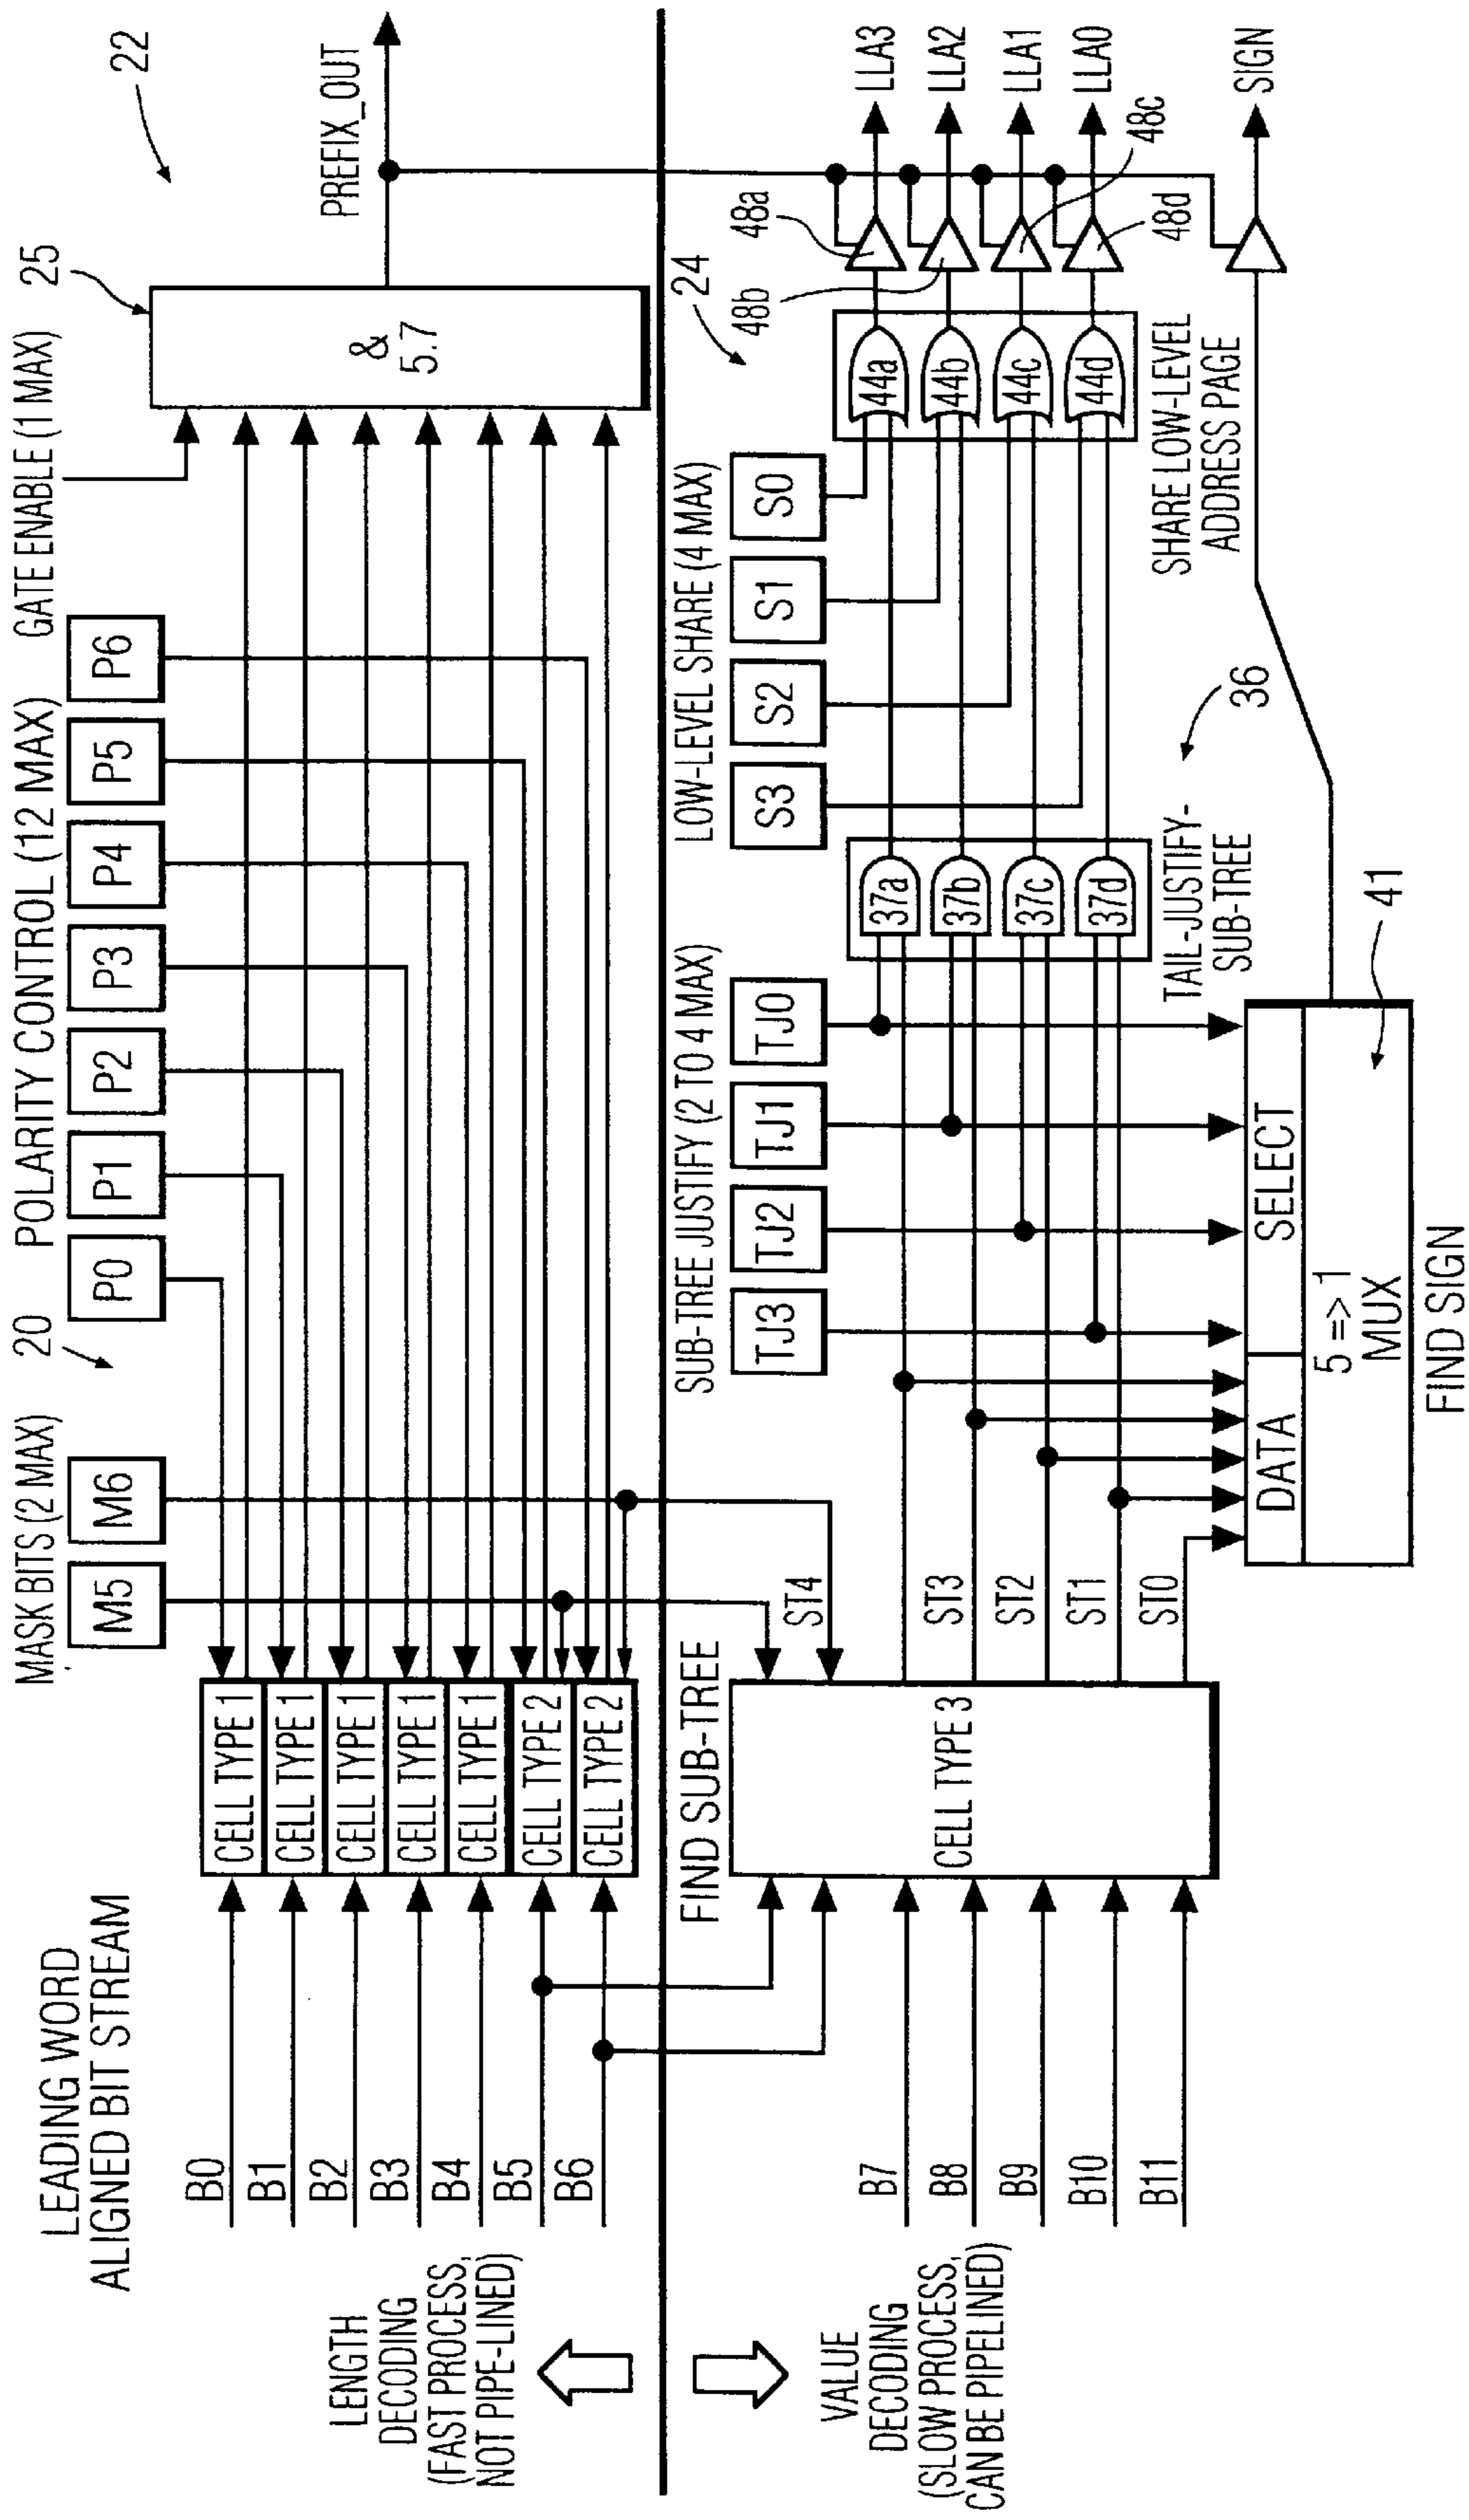 LEADING WORD
ALIGNED BIT STREAM
MASK BITS (2 MAX)
20
POLARITY CONTROL (12 MAX)
GATE ENABLE (1 MAX)
25
22
M5
M6
P0
P1
P2
P3
P4
P5
P6
&
5.7
PREFIX_OUT
B0
B1
B2
B3
B4
B5
B6
CELL TYPE 1
CELL TYPE 1
CELL TYPE 1
CELL TYPE 1
CELL TYPE 1
CELL TYPE 2
CELL TYPE 2
LENGTH
DECODING
(FAST PROCESS,
NOT PIPE-LINED)
VALUE
DECODING
(SLOW PROCESS,
CAN BE PIPELINED)
FIND SUB-TREE
SUB-TREE JUSTIFY (2 TO 4 MAX)
LOW-LEVEL SHARE (4 MAX)
24
TJ3
TJ2
TJ1
TJ0
S3
S2
S1
S0
48b
48a
B7
B8
B9
B10
B11
CELL TYPE 3
ST4
ST3
ST2
ST1
ST0
37a
37b
37c
37d
44a
44b
44c
44d
48d
48c
LLA3
LLA2
LLA1
LLA0
SIGN
TAIL-JUSTIFY-
SUB-TREE
36
SHARE LOW-LEVEL
ADDRESS PAGE
DATA
SELECT
5 => 1
MUX
41
FIND SIGN